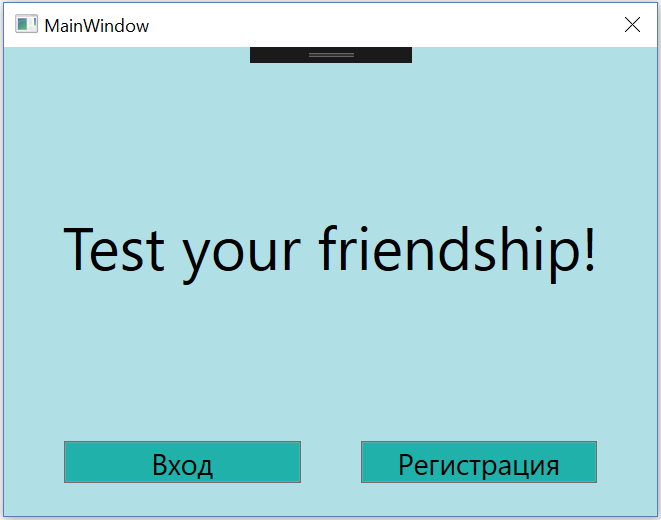 MainWindow
Test your friendship!
Вход
Регистрация